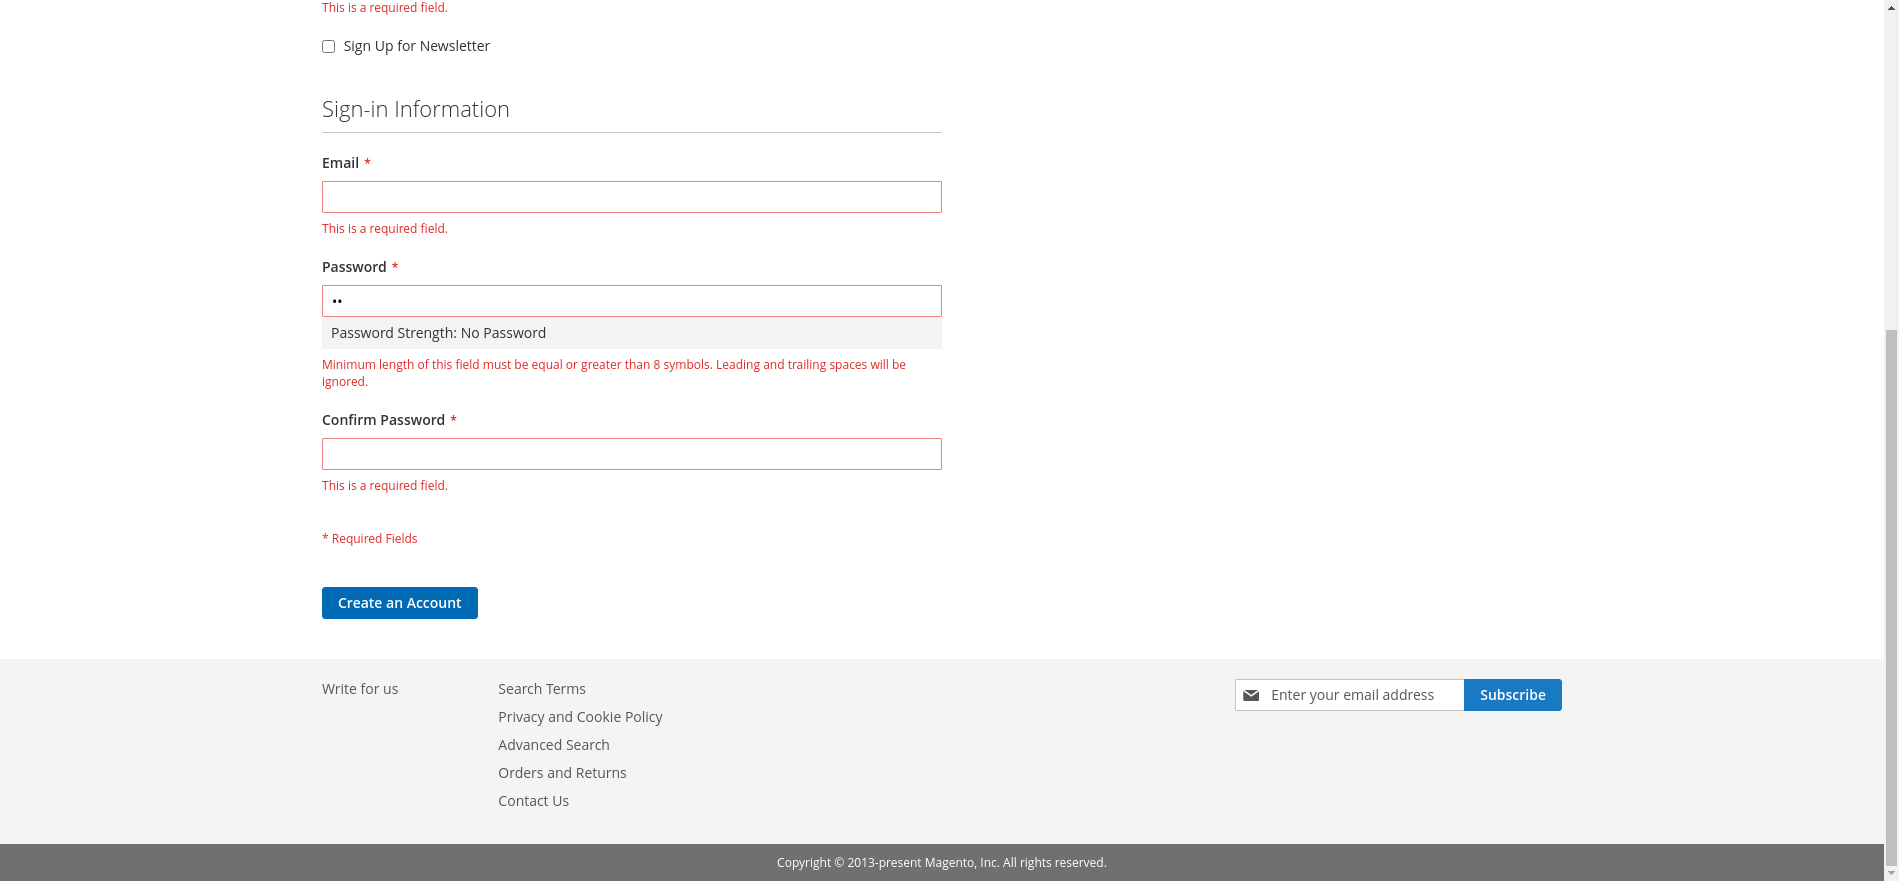 This is a required field.
Sign Up for Newsletter
Sign-in Information
Email *
This is a required field.
Password *
••
Password Strength: No Password
Minimum length of this field must be equal or greater than 8 symbols. Leading and trailing spaces will be
ignored.
Confirm Password *
This is a required field.
* Required Fields
Create an Account
Write for us
Search Terms
Privacy and Cookie Policy
Advanced Search
Orders and Returns
Contact Us
Enter your email address
Subscribe
Copyright © 2013-present Magento, Inc. All rights reserved.